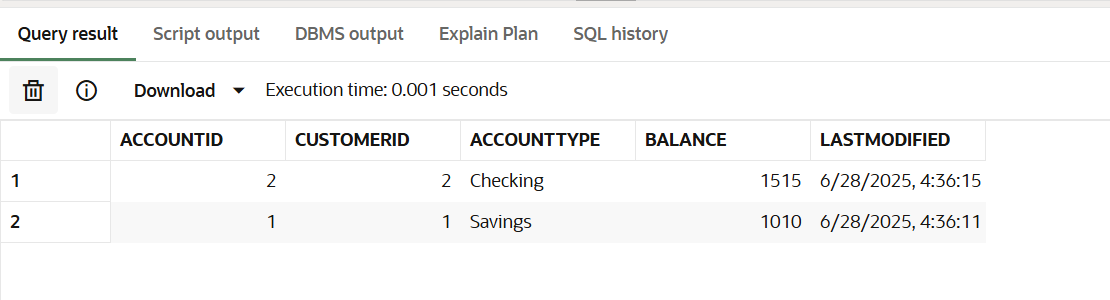 Query result Script output DBMS output Explain Plan SQL history
Download Execution time: 0.001 seconds
ACCOUNTID CUSTOMERID ACCOUNTTYPE BALANCE LASTMODIFIED
1 2 2 Checking 1515 6/28/2025, 4:36:15
2 1 1 Savings 1010 6/28/2025, 4:36:11